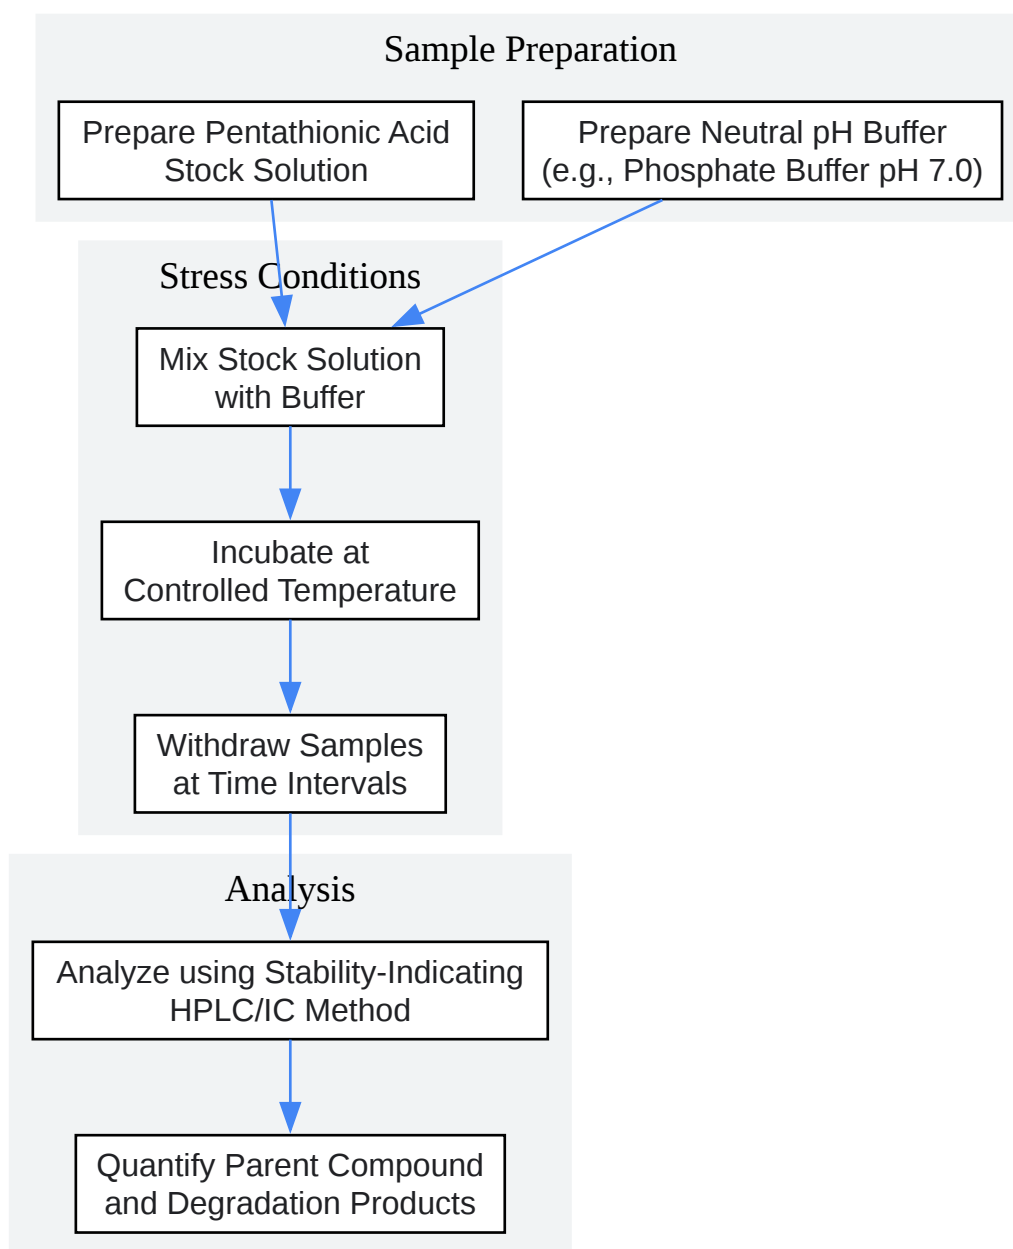 Sample Preparation
Prepare Pentathionic Acid
Stock Solution
Prepare Neutral pH Buffer
(e.g., Phosphate Buffer pH 7.0)
Stress Conditions
Mix Stock Solution
with Buffer
Incubate at
Controlled Temperature
Withdraw Samples
at Time Intervals
Analysis
Analyze using Stability-Indicating
HPLC/IC Method
Quantify Parent Compound
and Degradation Products